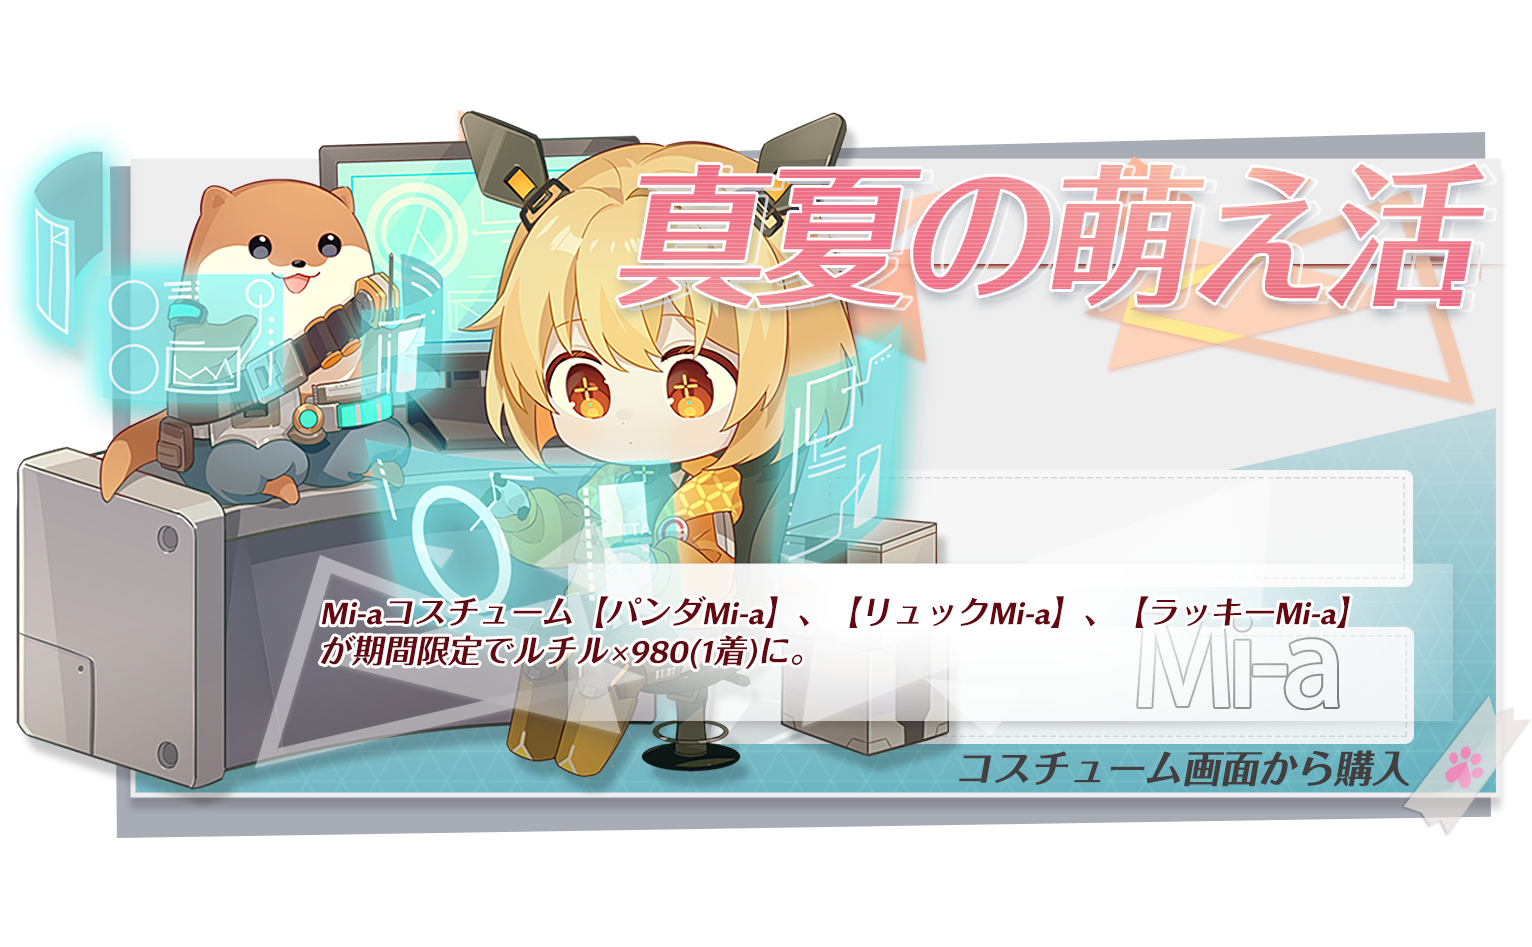 真夏の萌え活
Mi-aコスチューム【パンダMi-a】、【リュックMi-a】、【ラッキーMi-a】
が期間限定でルチル×980(1着)に。
Mi-a
コスチューム画面から購入